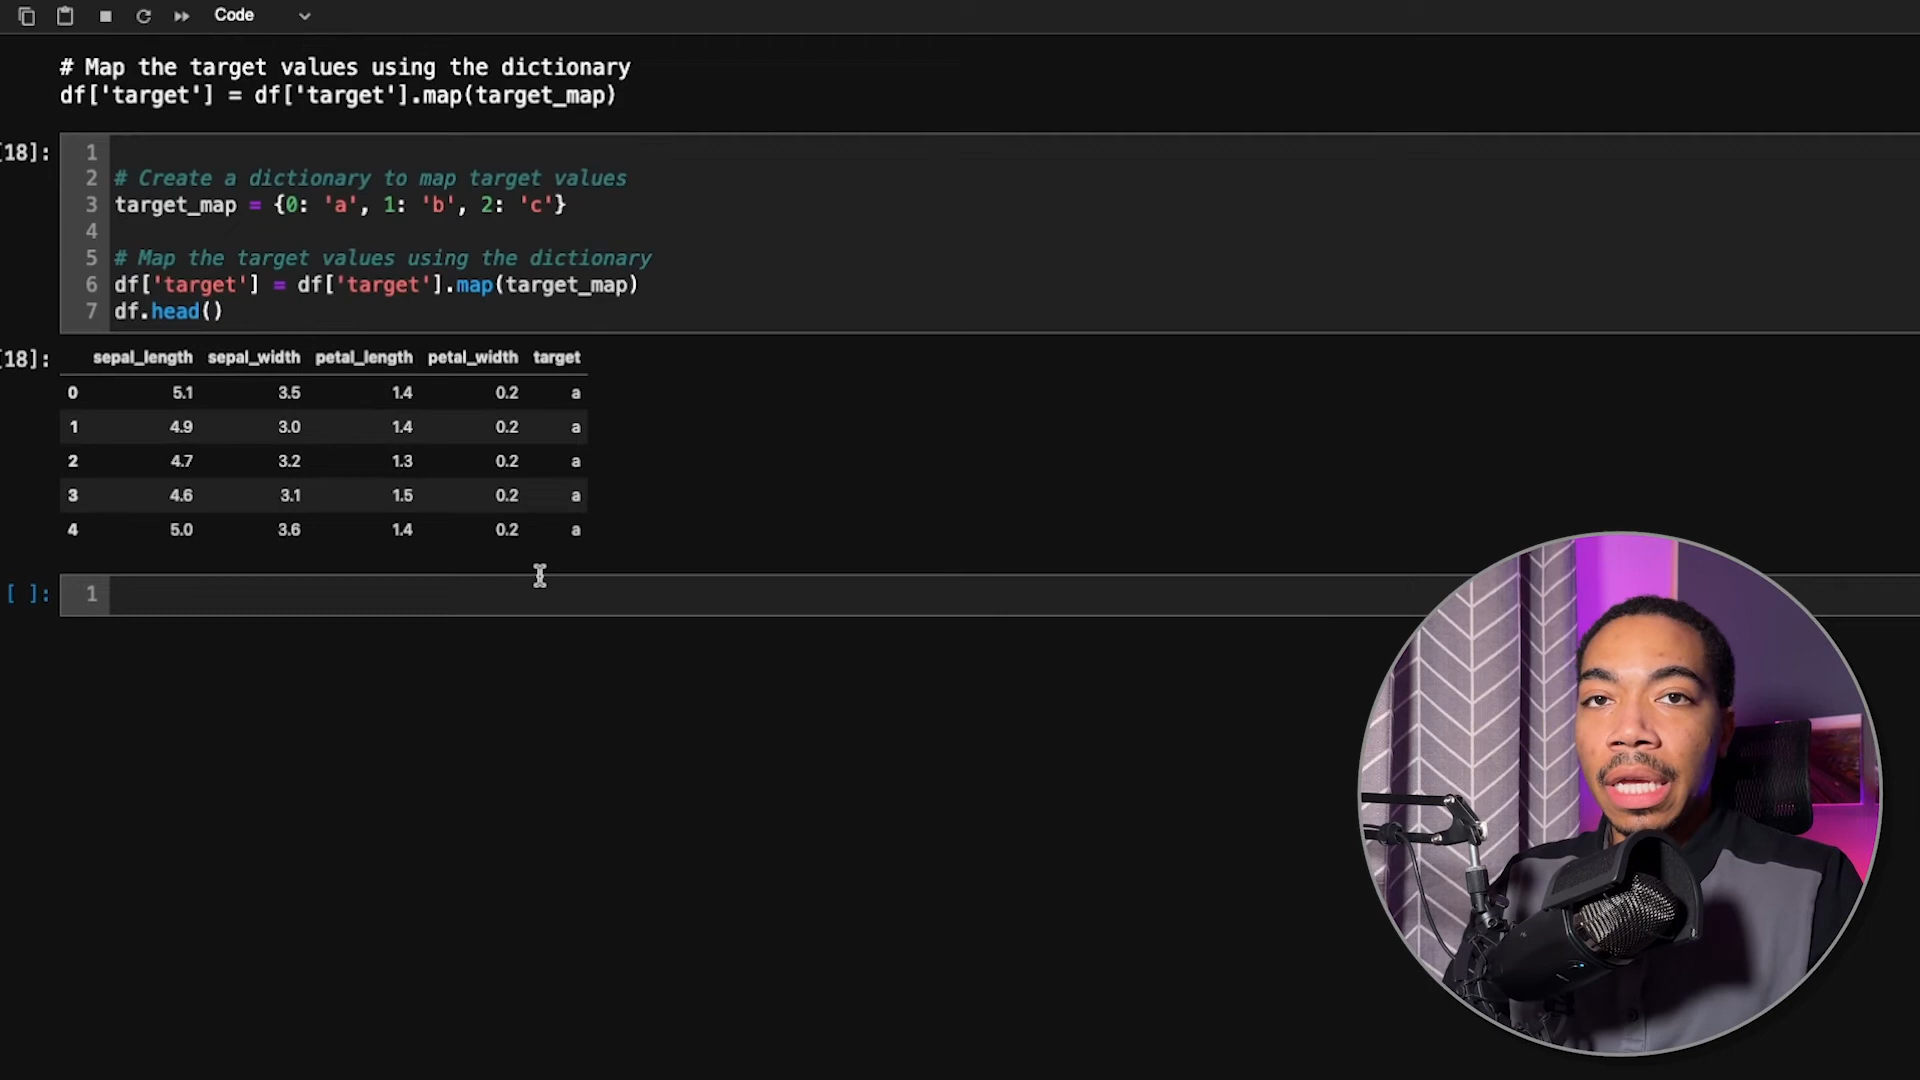 Code
# Map the target values using the dictionary
df['target'] = df['target'].map(target_map)
[18]:
1
2 # Create a dictionary to map target values
3 target_map = {0: 'a', 1: 'b', 2: 'c'}
4
5 # Map the target values using the dictionary
6 df['target'] = df['target'].map(target_map)
7 df.head()
[18]:
sepal_length sepal_width petal_length petal_width target
0 5.1 3.5 1.4 0.2 a
1 4.9 3.0 1.4 0.2 a
2 4.7 3.2 1.3 0.2 a
3 4.6 3.1 1.5 0.2 a
4 5.0 3.6 1.4 0.2 a
[ ]: 1